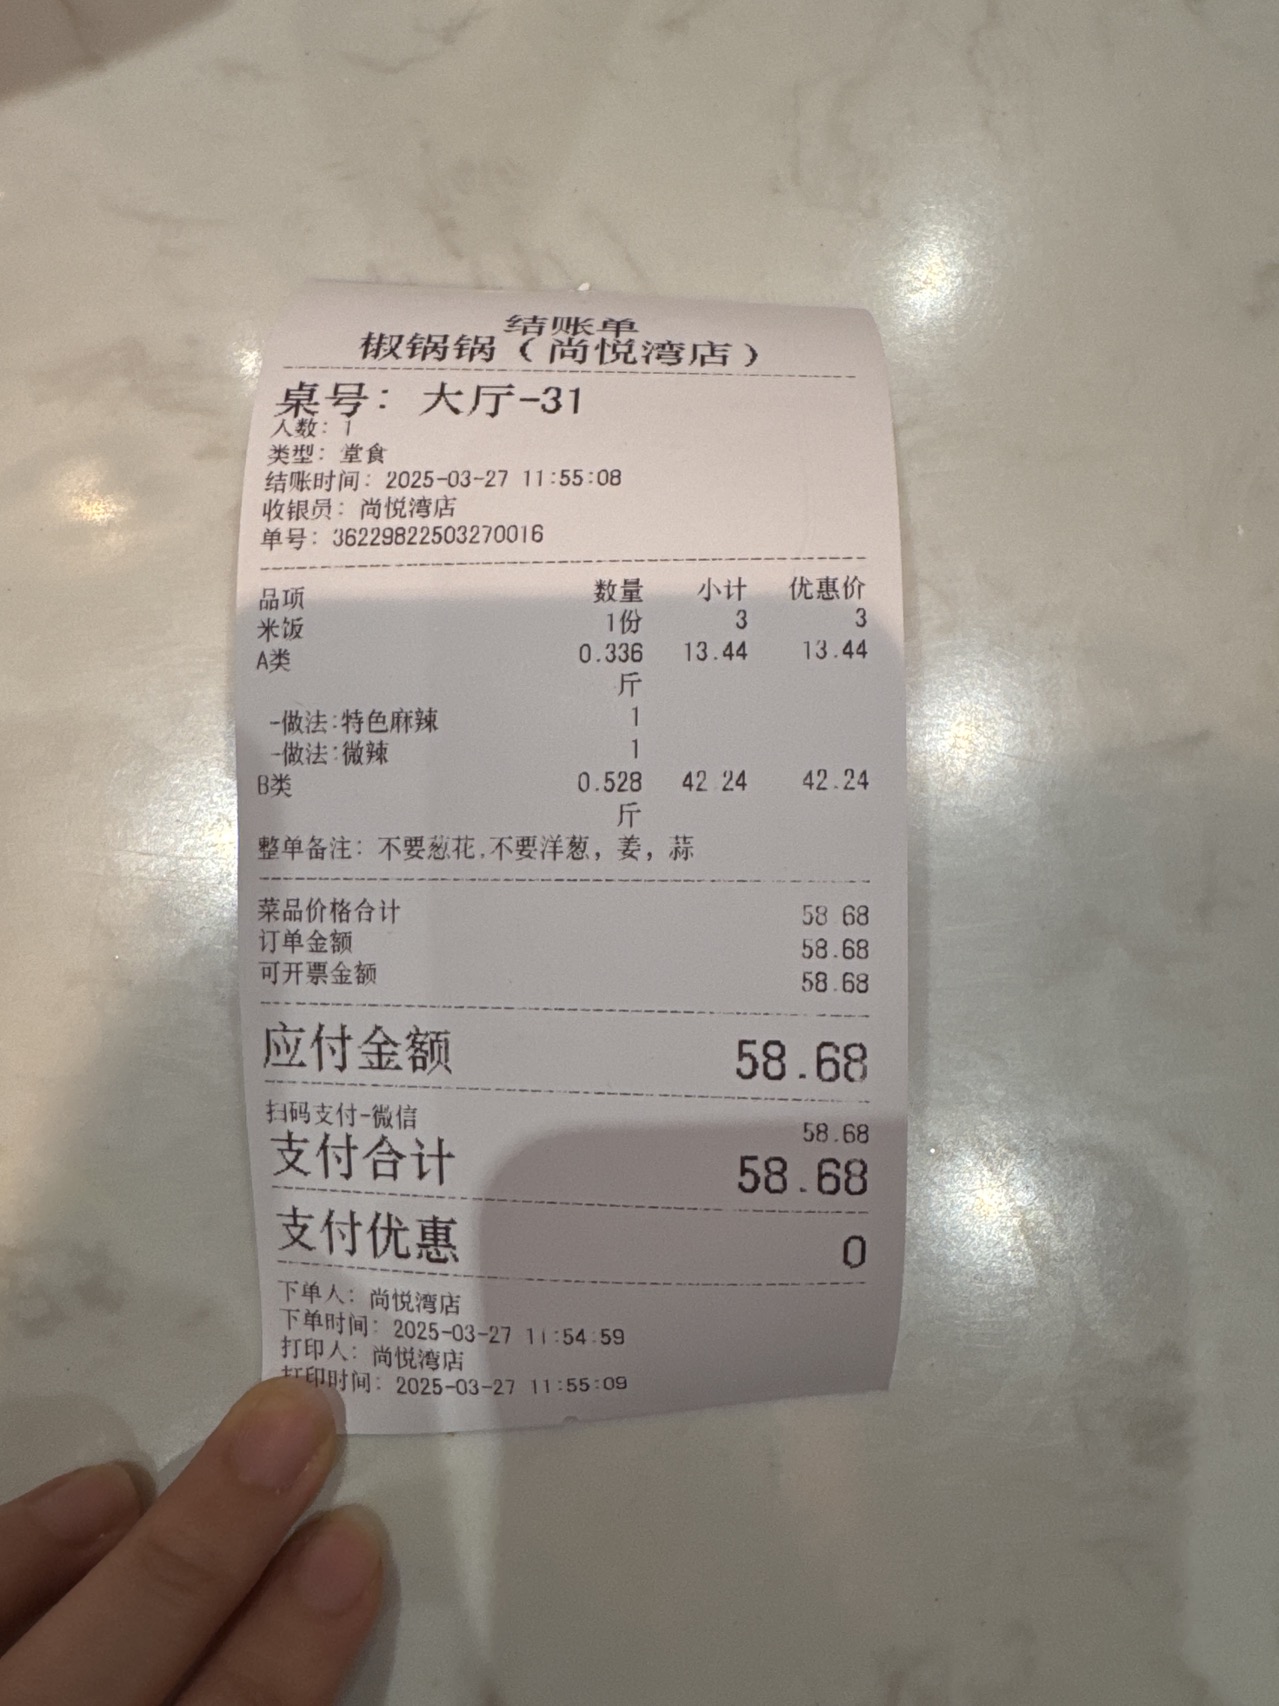 结账单
椒锅锅（尚悦湾店）
桌号：大厅-31
人数：1
类型：堂食
结账时间：2025-03-27 11:55:08
收银员：尚悦湾店
单号：36229822503270016
品项 数量 小计 优惠价
米饭 1份 3 3
A类 0.336 13.44 13.44
斤
-做法:特色麻辣 1
-做法:微辣 1
B类 0.528 42.24 42.24
斤
整单备注：不要葱花,不要洋葱，姜，蒜
菜品价格合计 58.68
订单金额 58.68
可开票金额 58.68
应付金额 58.68
扫码支付-微信 58.68
支付合计 58.68
支付优惠 0
下单人：尚悦湾店
下单时间：2025-03-27 11:54:59
打印人：尚悦湾店
打印时间：2025-03-27 11:55:09